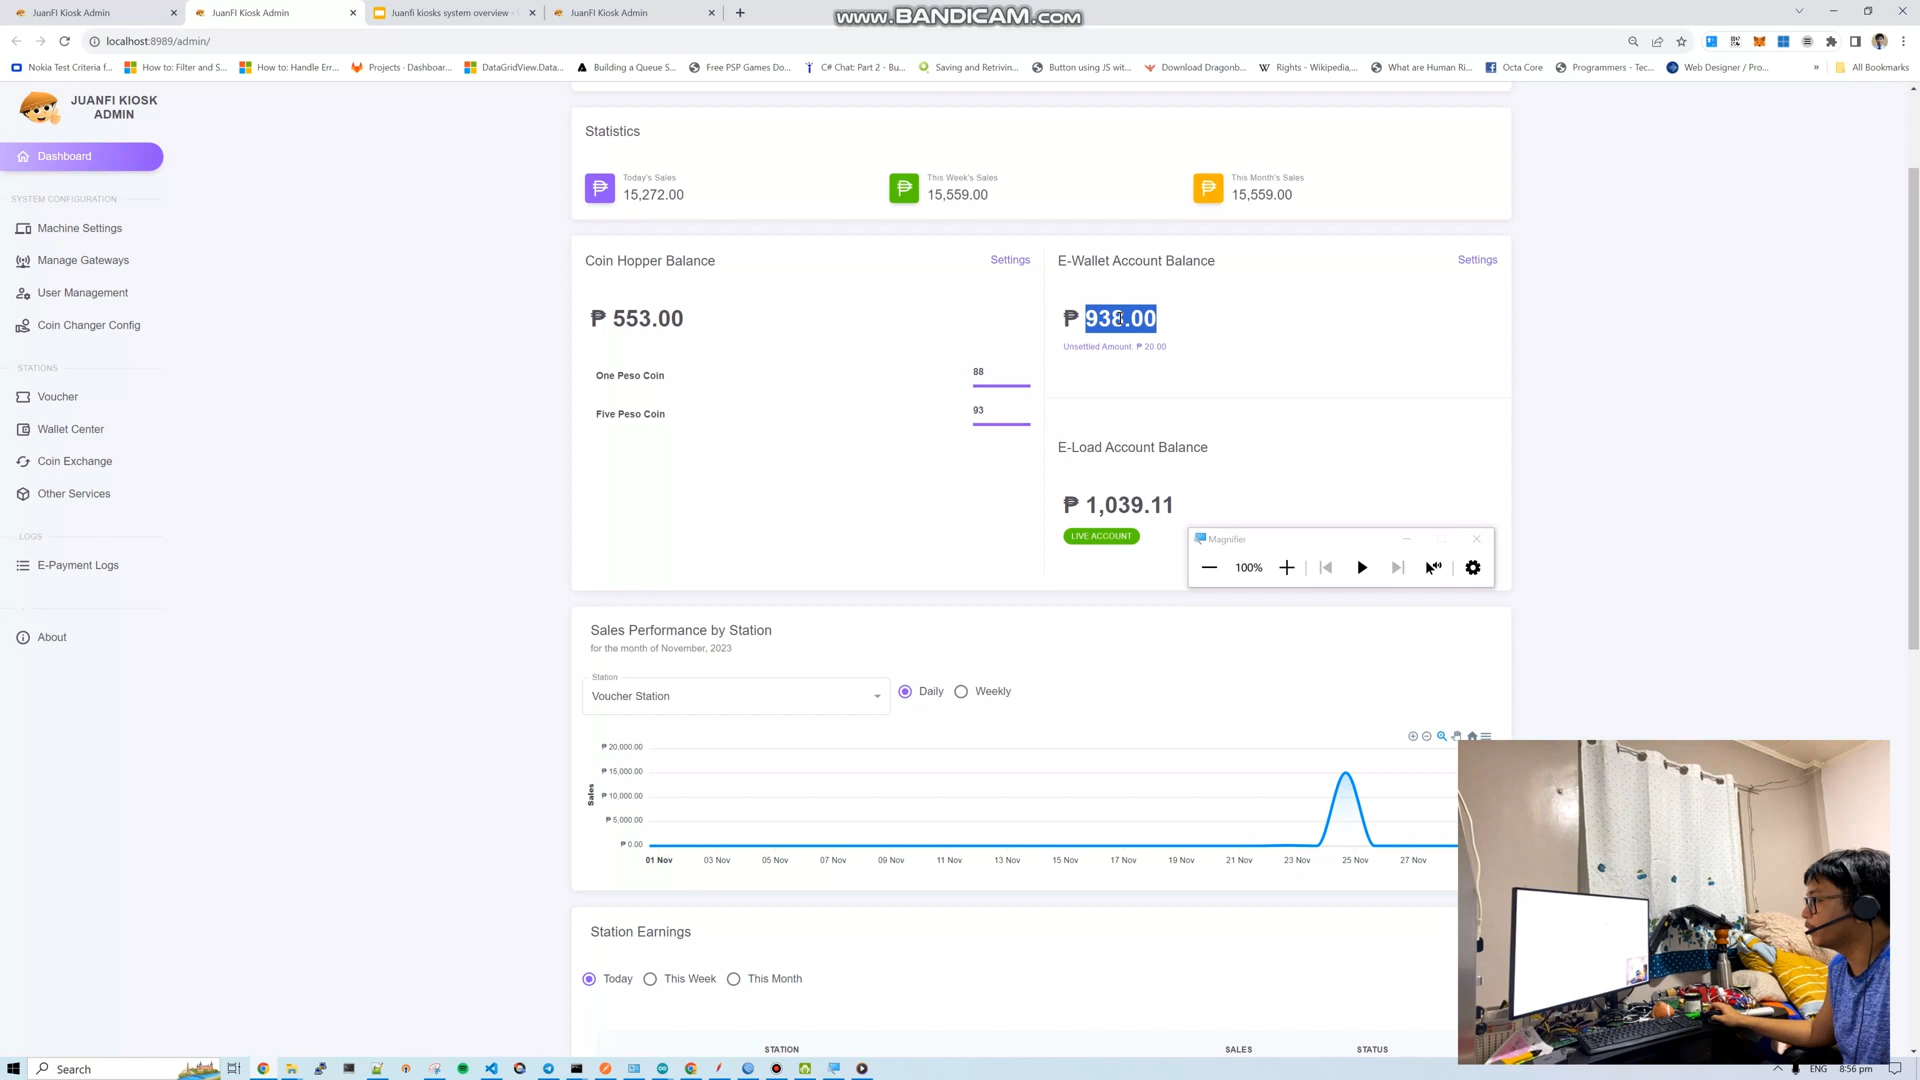 JuanFI Kiosk Admin
JuanFI Kiosk Admin
Juanfi kiosks system overview -
JuanFI Kiosk Admin
www.BANDICAM.com
localhost:8989/admin/
Nokia Test Criteria f...
How to: Filter and S...
How to: Handle Err...
Projects - Dashboar...
DataGridView.Data...
Building a Queue S...
Free PSP Games Do...
C# Chat: Part 2 - Bu...
Saving and Retrivin...
Button using JS wit...
Download Dragonb...
Rights - Wikipedia,...
What are Human Ri...
Octa Core
Programmers - Tec...
Web Designer / Pro...
»
All Bookmarks
JUANFI KIOSK
ADMIN
Dashboard
SYSTEM CONFIGURATION
Machine Settings
Manage Gateways
User Management
Coin Changer Config
STATIONS
Voucher
Wallet Center
Coin Exchange
Other Services
LOGS
E-Payment Logs
About
Statistics
Today's Sales
15,272.00
This Week's Sales
15,559.00
This Month's Sales
15,559.00
Coin Hopper Balance
Settings
₱ 553.00
One Peso Coin
88
Five Peso Coin
93
E-Wallet Account Balance
Settings
₱ 938.00
Unsettled Amount: ₱ 20.00
E-Load Account Balance
₱ 1,039.11
LIVE ACCOUNT
Magnifier
100%
Sales Performance by Station
for the month of November, 2023
Station
Voucher Station
Daily
Weekly
Sales
₱ 20,000.00
₱ 15,000.00
₱ 10,000.00
₱ 5,000.00
₱ 0.00
01 Nov
03 Nov
05 Nov
07 Nov
09 Nov
11 Nov
13 Nov
15 Nov
17 Nov
19 Nov
21 Nov
23 Nov
25 Nov
27 Nov
Station Earnings
Today
This Week
This Month
STATION
SALES
STATUS
Search
ENG
8:56 pm